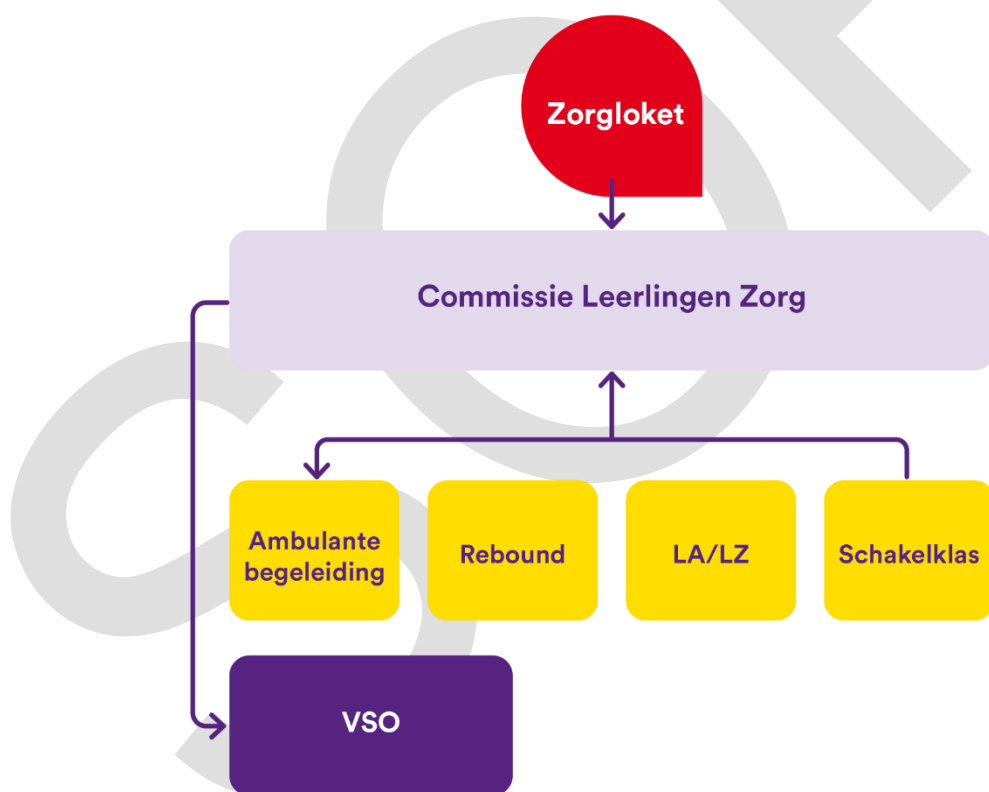 Zorgloket
Commissie Leerlingen Zorg
Ambulante
begeleiding
Rebound
LA/LZ
Schakelklas
VSO